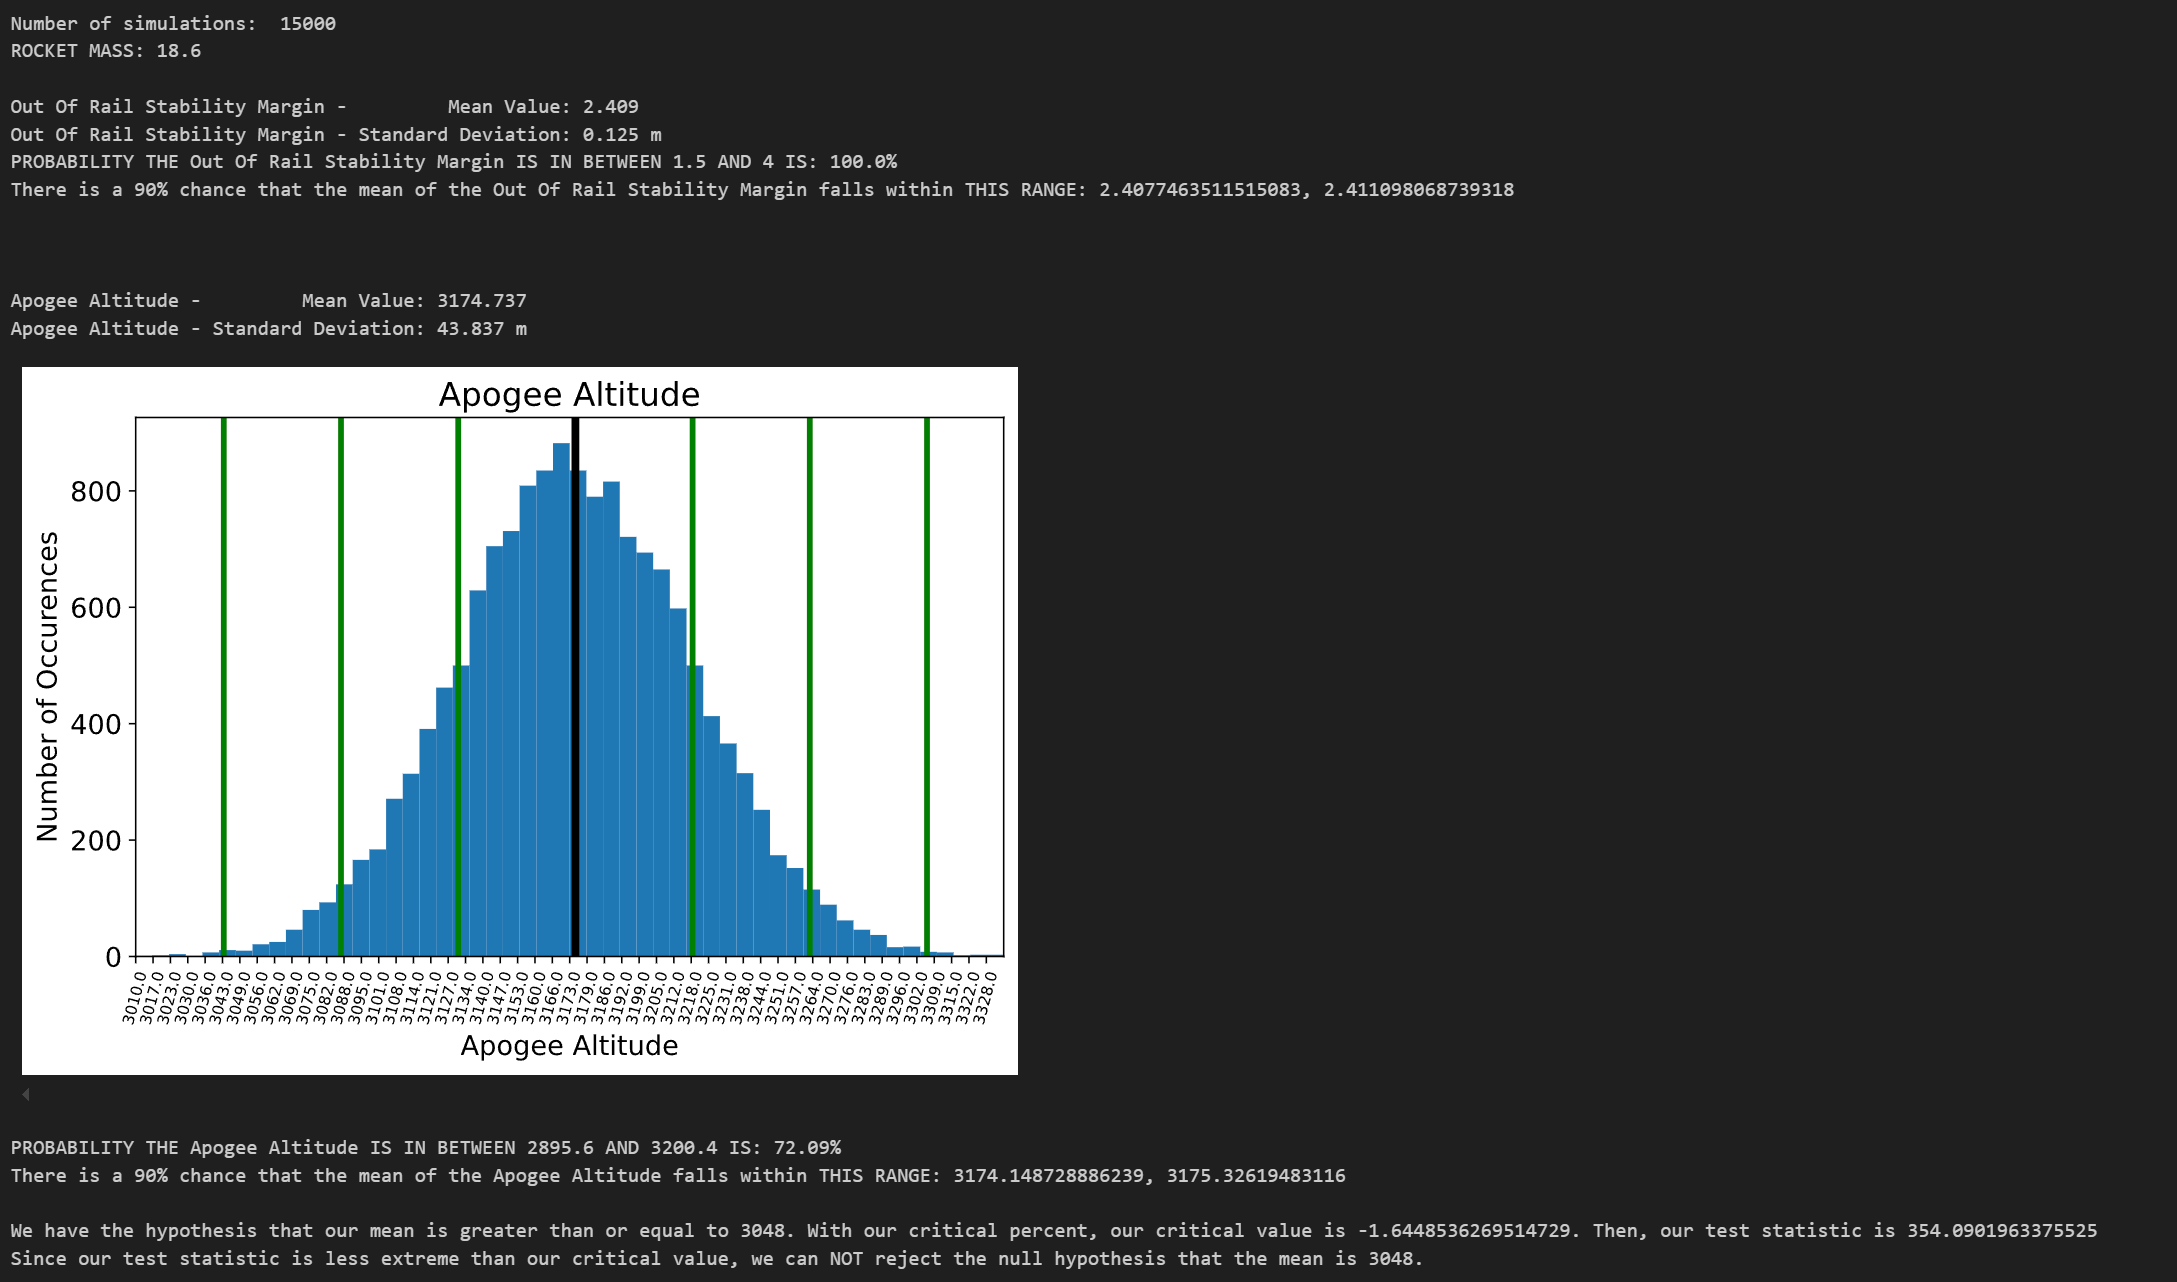 Number of simulations:  15000
ROCKET MASS: 18.6
Out Of Rail Stability Margin -         Mean Value: 2.409
Out Of Rail Stability Margin - Standard Deviation: 0.125 m
PROBABILITY THE Out Of Rail Stability Margin IS IN BETWEEN 1.5 AND 4 IS: 100.0%
There is a 90% chance that the mean of the Out Of Rail Stability Margin falls within THIS RANGE: 2.4077463511515083, 2.411098068739318
Apogee Altitude -         Mean Value: 3174.737
Apogee Altitude - Standard Deviation: 43.837 m
Apogee Altitude
Number of Occurences
800
600
400
200
0
3010.0 3017.0 3023.0 3030.0 3036.0 3043.0 3049.0 3056.0 3062.0 3069.0 3075.0 3082.0 3088.0 3095.0 3101.0 3108.0 3114.0 3121.0 3127.0 3134.0 3140.0 3147.0 3153.0 3160.0 3166.0 3173.0 3179.0 3186.0 3192.0 3199.0 3205.0 3212.0 3218.0 3225.0 3231.0 3238.0 3244.0 3251.0 3257.0 3264.0 3270.0 3276.0 3283.0 3289.0 3296.0 3302.0 3309.0 3315.0 3322.0 3328.0
Apogee Altitude
PROBABILITY THE Apogee Altitude IS IN BETWEEN 2895.6 AND 3200.4 IS: 72.09%
There is a 90% chance that the mean of the Apogee Altitude falls within THIS RANGE: 3174.148728886239, 3175.32619483116
We have the hypothesis that our mean is greater than or equal to 3048. With our critical percent, our critical value is -1.6448536269514729. Then, our test statistic is 354.0901963375525
Since our test statistic is less extreme than our critical value, we can NOT reject the null hypothesis that the mean is 3048.